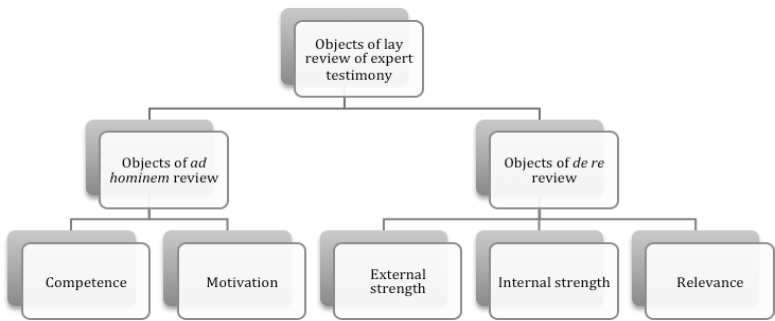 Objects of lay
review of expert
testimony
Objects of ad
hominem review
Objects of de re
review
Competence
Motivation
External
strength
Internal strength
Relevance